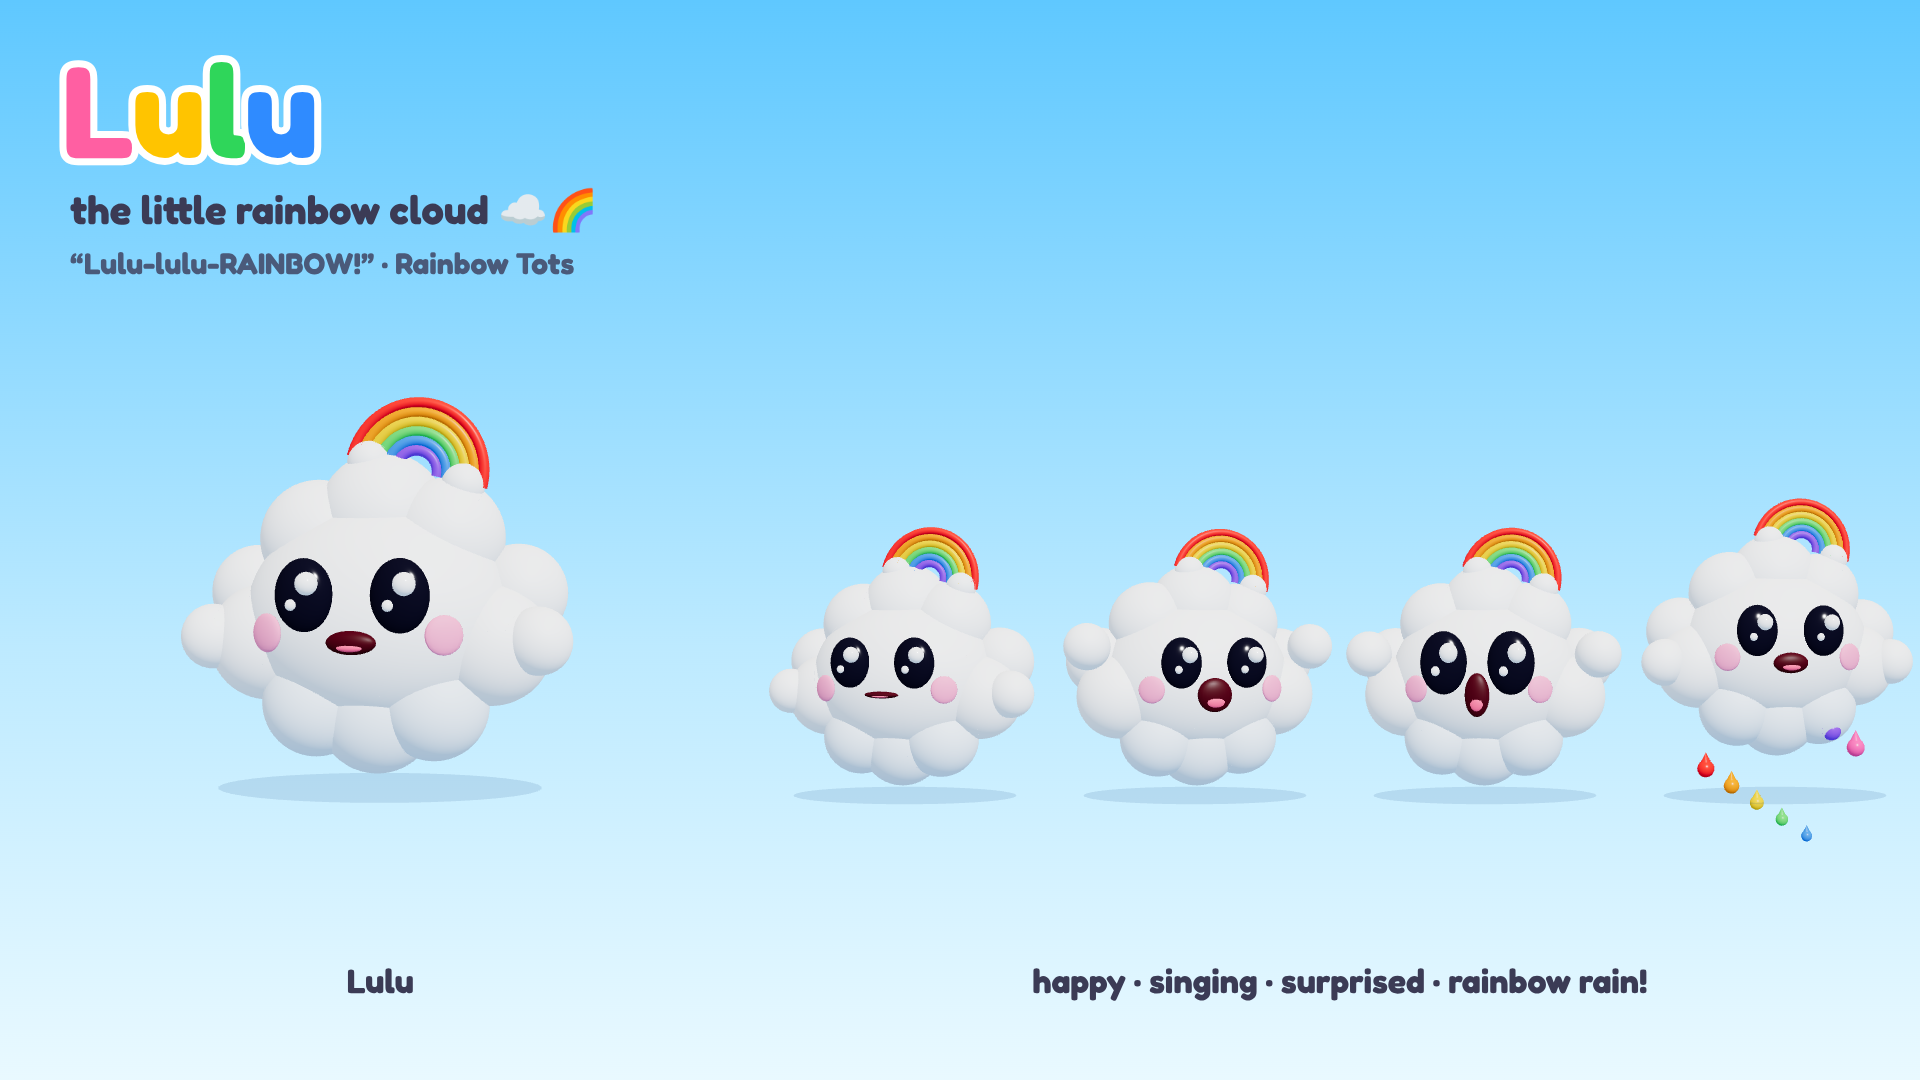 Lulu
the little rainbow cloud ☁️🌈
“Lulu-lulu-RAINBOW!” · Rainbow Tots
Lulu
happy · singing · surprised · rainbow rain!